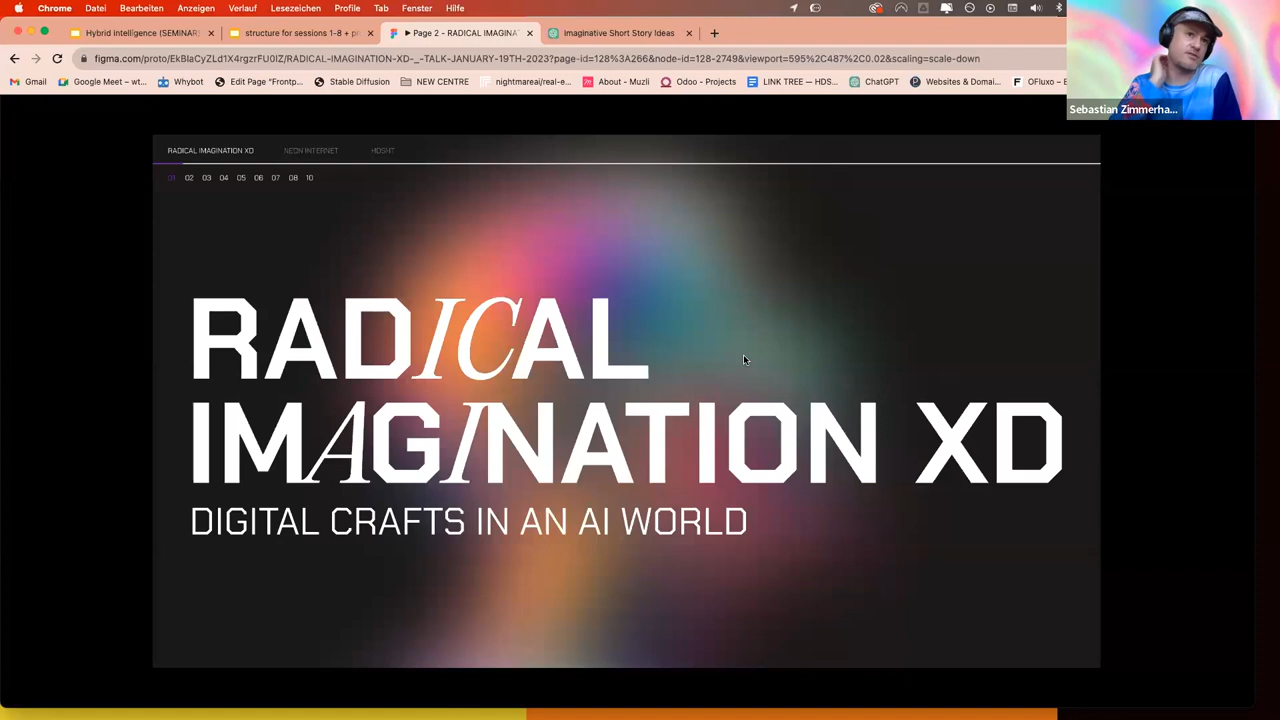 Chrome Datei Bearbeiten Anzeigen Verlauf Lesezeichen Profile Tab Fenster Hilfe
Hybrid intelligence (SEMINAR structure for sessions 1-8 + p Page 2 - RADICAL IMAGINA Imaginative Short Story Ideas
figma.com/proto/EkBlaCyZLd1X4rgzrFU0IZ/RADICAL-IMAGINATION-XD-_-TALK-JANUARY-19TH-2023?page-id=128%3A266&node-id=128-2749&viewport=595%2C487%2C0.02&scaling=scale-down
Gmail Google Meet – wt... Whybot Edit Page "Frontp... Stable Diffusion NEW CENTRE nightmareai/real-e... About - Muzli Odoo - Projects LINK TREE — HDS... ChatGPT Websites & Domai... OFluxo –
Sebastian Zimmerha...
RADICAL IMAGINATION XD NEON INTERNET
01 02 03 04 05 06 07 08 10
RADICAL
IMAGINATION XD
DIGITAL CRAFTS IN AN AI WORLD